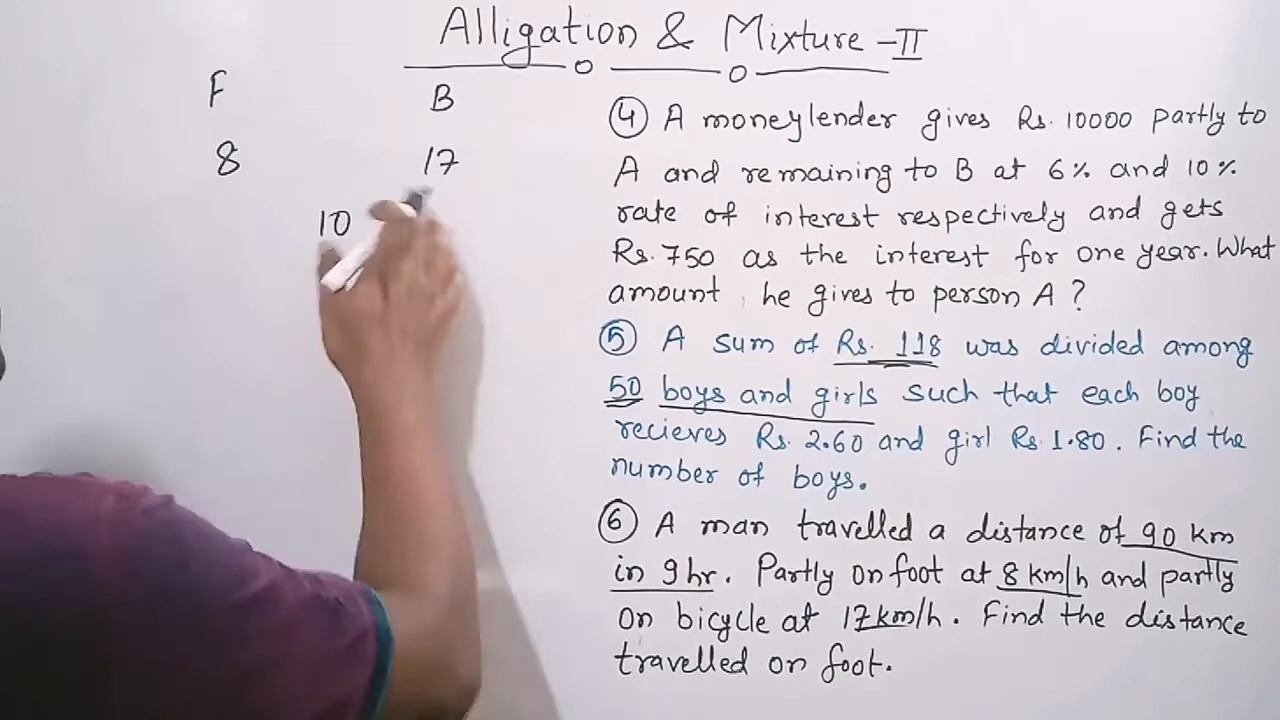 Alligation & Mixture -II
F
B
8
17
10
④ A moneylender gives Rs. 10000 partly to
A and remaining to B at 6% and 10%
rate of interest respectively and gets
Rs. 750 as the interest for one year. What
amount he gives to person A ?
⑤ A sum of Rs. 118 was divided among
50 boys and girls such that each boy
recieves Rs. 2.60 and girl Rs. 1.80. Find the
number of boys.
⑥ A man travelled a distance of 90 km
in 9 hr. Partly on foot at 8 km/h and partly
on bicycle at 17 km/h. Find the distance
travelled on foot.